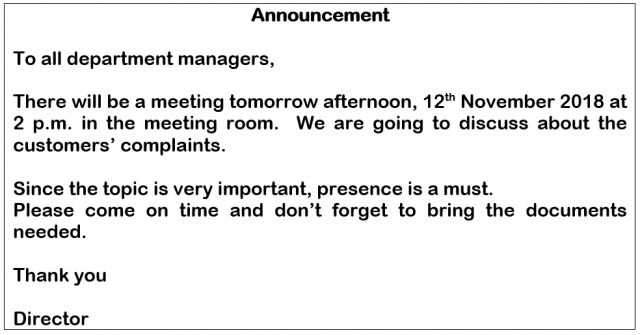 Announcement
To all department managers,
There will be a meeting tomorrow afternoon, 12th November 2018 at
2 p.m. in the meeting room. We are going to discuss about the
customers’ complaints.
Since the topic is very important, presence is a must.
Please come on time and don’t forget to bring the documents
needed.
Thank you
Director